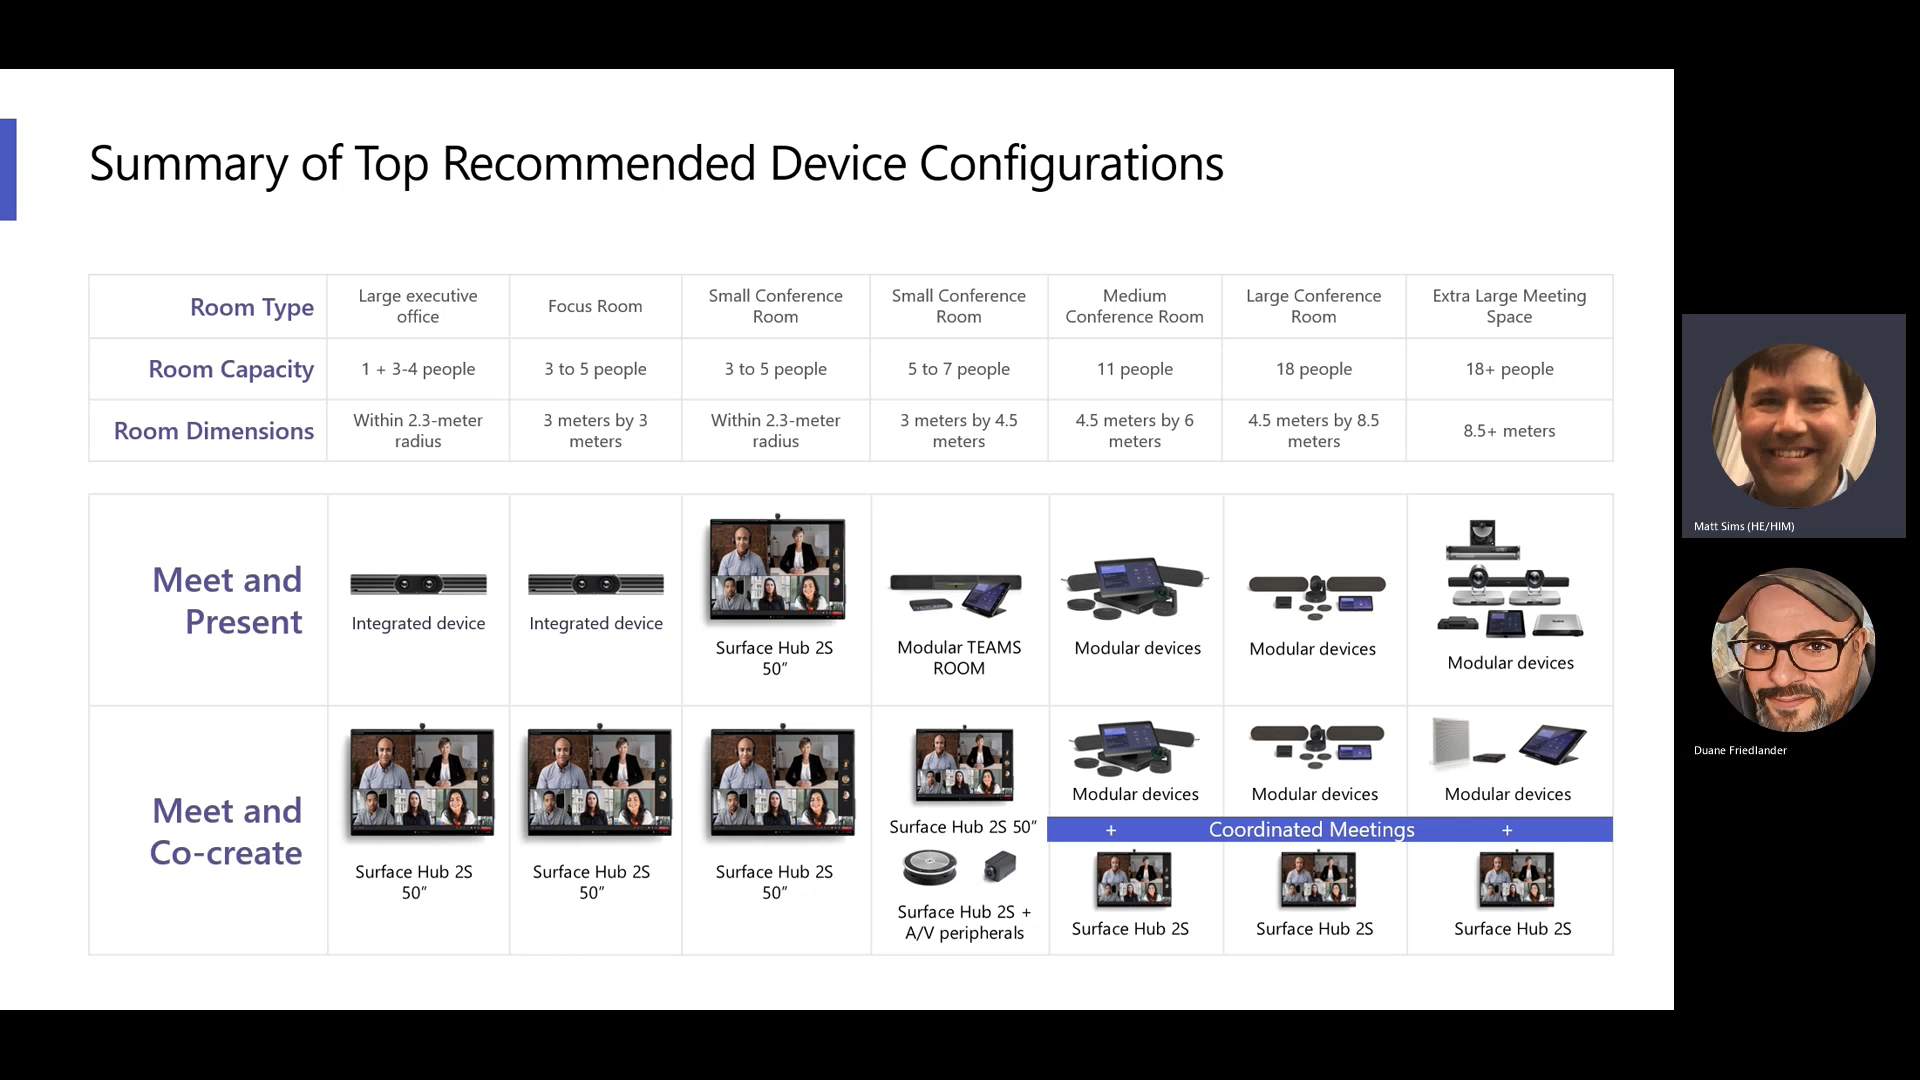 Summary of Top Recommended Device Configurations
Room Type
Large executive
office
Focus Room
Small Conference
Room
Small Conference
Room
Medium
Conference Room
Large Conference
Room
Extra Large Meeting
Space
Room Capacity
1 + 3-4 people
3 to 5 people
3 to 5 people
5 to 7 people
11 people
18 people
18+ people
Room Dimensions
Within 2.3-meter
radius
3 meters by 3
meters
Within 2.3-meter
radius
3 meters by 4.5
meters
4.5 meters by 6
meters
4.5 meters by 8.5
meters
8.5+ meters
Meet and
Present
Integrated device
Integrated device
Surface Hub 2S
50”
Modular TEAMS
ROOM
Modular devices
Modular devices
Modular devices
Meet and
Co-create
Surface Hub 2S
50”
Surface Hub 2S
50”
Surface Hub 2S
50”
Surface Hub 2S 50”
Surface Hub 2S +
A/V peripherals
Modular devices
Modular devices
Modular devices
+ Coordinated Meetings +
Surface Hub 2S
Surface Hub 2S
Surface Hub 2S
Matt Sims (HE/HIM)
Duane Friedlander